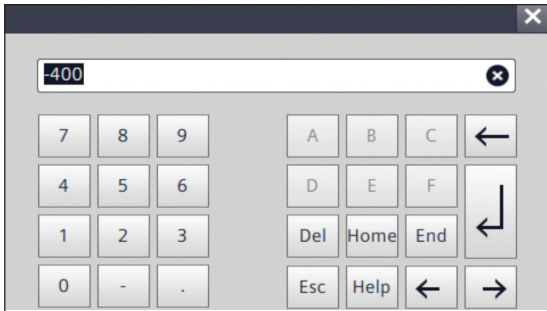 -400
7 8 9 A B C
4 5 6 D E F
1 2 3 Del Home End
0 - . Esc Help